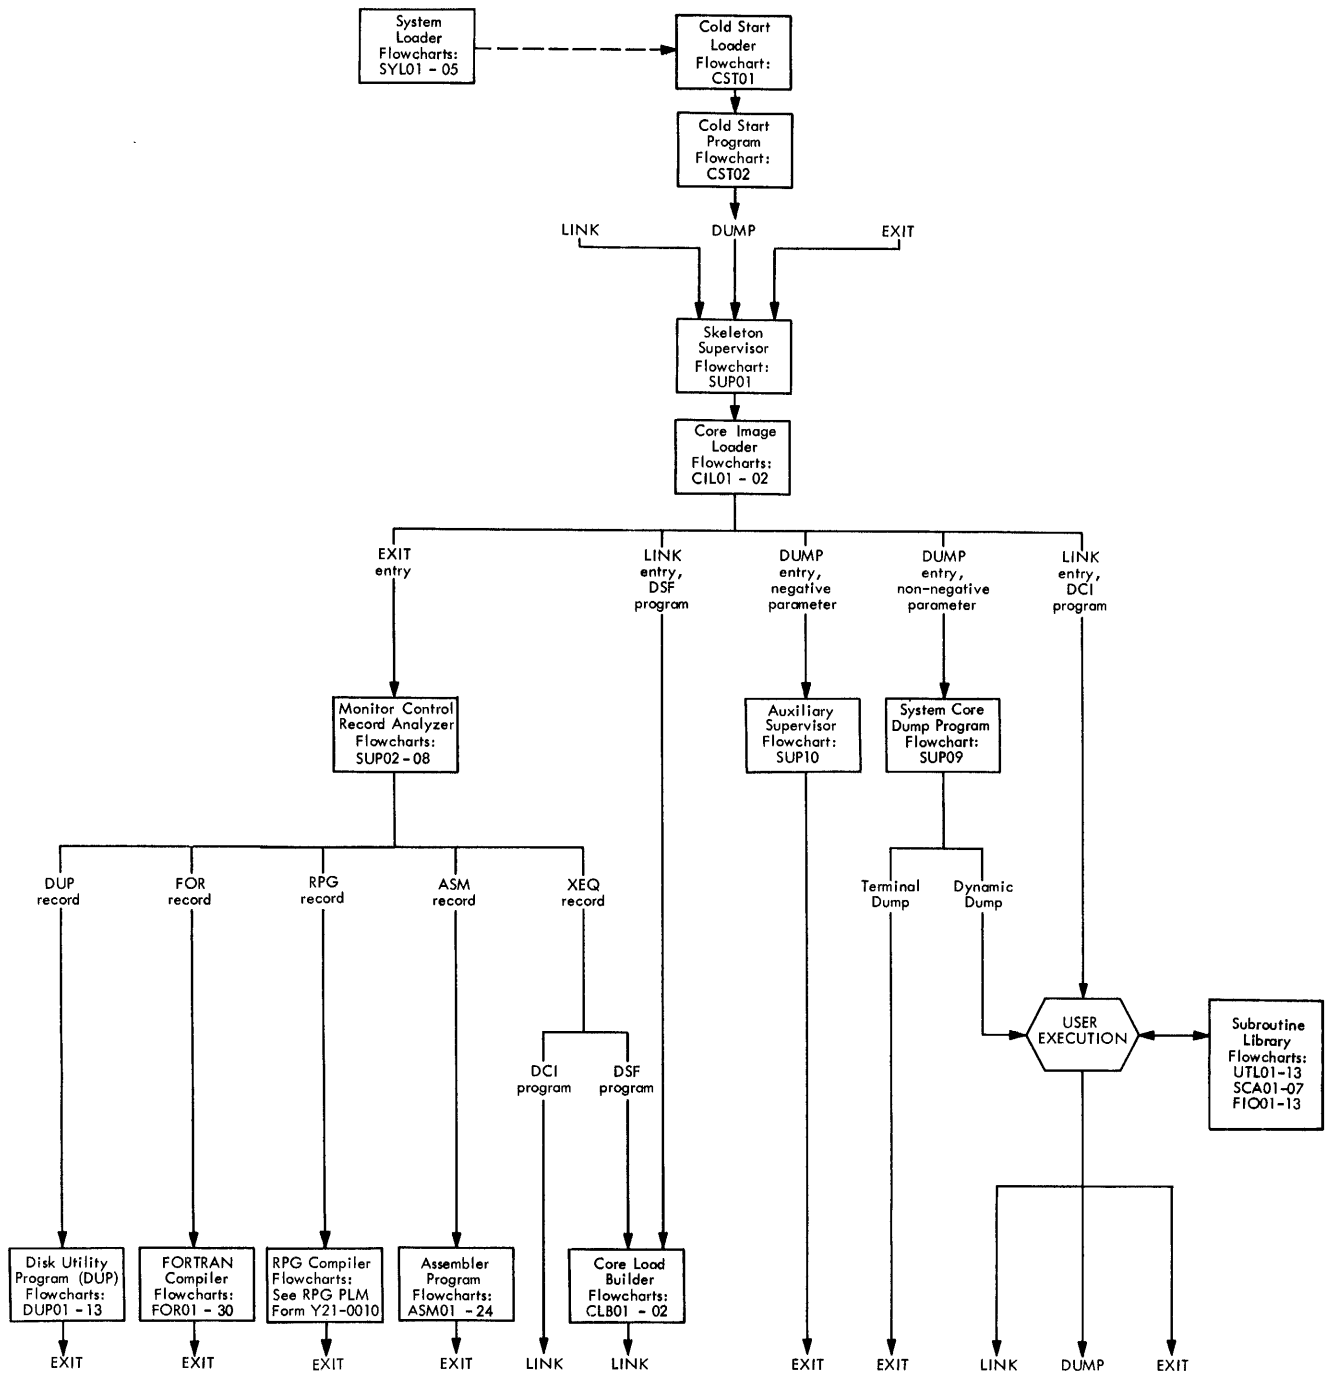 System
Loader
Flowcharts:
SYL01 - 05
Cold Start
Loader
Flowchart:
CST01
Cold Start
Program
Flowchart:
CST02
LINK
DUMP
EXIT
Skeleton
Supervisor
Flowchart:
SUP01
Core Image
Loader
Flowcharts:
CIL01 - 02
EXIT
entry
LINK
entry,
DSF
program
DUMP
entry,
negative
parameter
DUMP
entry,
non-negative
parameter
LINK
entry,
DCI
program
Monitor Control
Record Analyzer
Flowcharts:
SUP02-08
Auxiliary
Supervisor
Flowchart:
SUP10
System Core
Dump Program
Flowchart:
SUP09
DUP
record
FOR
record
RPG
record
ASM
record
XEQ
record
Terminal
Dump
Dynamic
Dump
DCI
program
DSF
program
USER
EXECUTION
Subroutine
Library
Flowcharts:
UTL01-13
SCA01-07
FIO01-13
Disk Utility
Program (DUP)
Flowcharts:
DUP01 -13
FORTRAN
Compiler
Flowcharts:
FOR01 - 30
RPG Compiler
Flowcharts:
See RPG PLM
Form Y21-0010
Assembler
Program
Flowcharts:
ASM01 -24
Core Load
Builder
Flowcharts:
CLB01 - 02
EXIT
EXIT
EXIT
EXIT
LINK
LINK
EXIT
EXIT
LINK
DUMP
EXIT